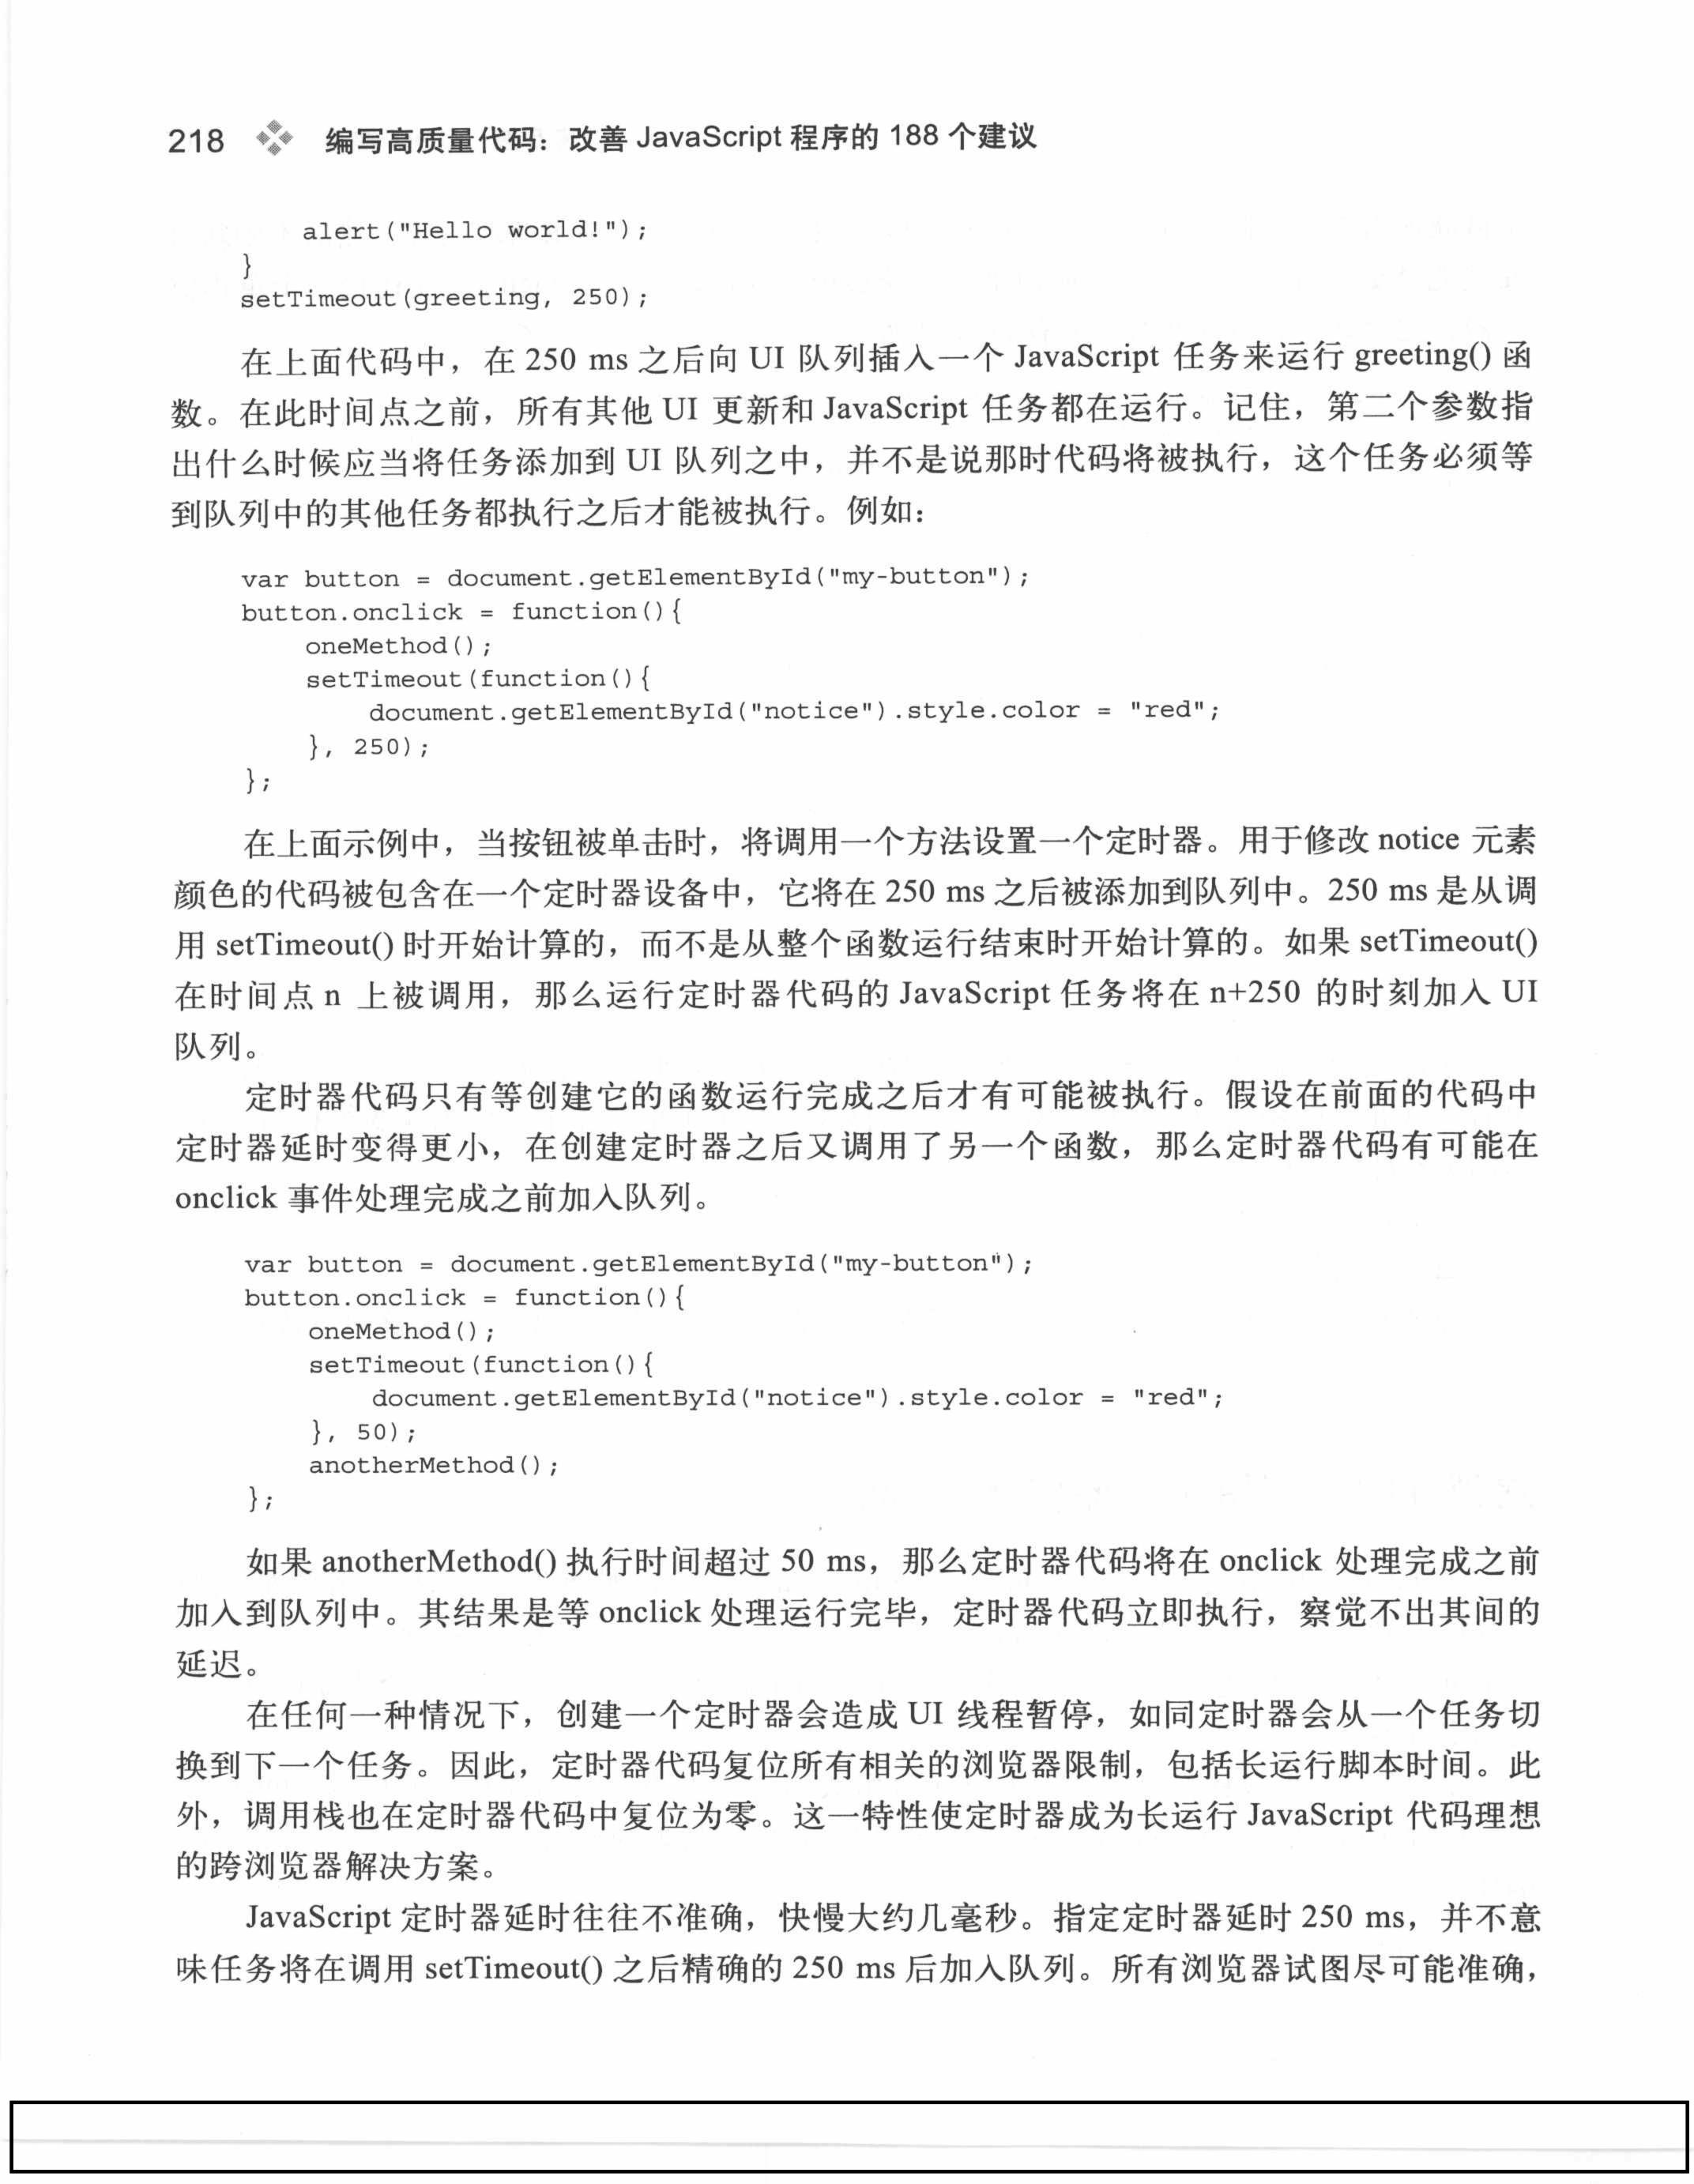 218 编写高质量代码：改善 JavaScript 程序的 188 个建议
alert("Hello world!");
}
setTimeout(greeting, 250);
在上面代码中，在 250 ms 之后向 UI 队列插入一个 JavaScript 任务来运行 greeting() 函
数。在此时间点之前，所有其他 UI 更新和 JavaScript 任务都在运行。记住，第二个参数指
出什么时候应当将任务添加到 UI 队列之中，并不是说那时代码将被执行，这个任务必须等
到队列中的其他任务都执行之后才能被执行。例如：
var button = document.getElementById("my-button");
button.onclick = function(){
oneMethod();
setTimeout(function(){
document.getElementById("notice").style.color = "red";
}, 250);
};
在上面示例中，当按钮被单击时，将调用一个方法设置一个定时器。用于修改 notice 元素
颜色的代码被包含在一个定时器设备中，它将在 250 ms 之后被添加到队列中。250 ms 是从调
用 setTimeout() 时开始计算的，而不是从整个函数运行结束时开始计算的。如果 setTimeout()
在时间点 n 上被调用，那么运行定时器代码的 JavaScript 任务将在 n+250 的时刻加入 UI
队列。
定时器代码只有等创建它的函数运行完成之后才有可能被执行。假设在前面的代码中
定时器延时变得更小，在创建定时器之后又调用了另一个函数，那么定时器代码有可能在
onclick 事件处理完成之前加入队列。
var button = document.getElementById("my-button");
button.onclick = function(){
oneMethod();
setTimeout(function(){
document.getElementById("notice").style.color = "red";
}, 50);
anotherMethod();
};
如果 anotherMethod() 执行时间超过 50 ms，那么定时器代码将在 onclick 处理完成之前
加入到队列中。其结果是等 onclick 处理运行完毕，定时器代码立即执行，察觉不出其间的
延迟。
在任何一种情况下，创建一个定时器会造成 UI 线程暂停，如同定时器会从一个任务切
换到下一个任务。因此，定时器代码复位所有相关的浏览器限制，包括长运行脚本时间。此
外，调用栈也在定时器代码中复位为零。这一特性使定时器成为长运行 JavaScript 代码理想
的跨浏览器解决方案。
JavaScript 定时器延时往往不准确，快慢大约几毫秒。指定定时器延时 250 ms，并不意
味任务将在调用 setTimeout() 之后精确的 250 ms 后加入队列。所有浏览器试图尽可能准确，